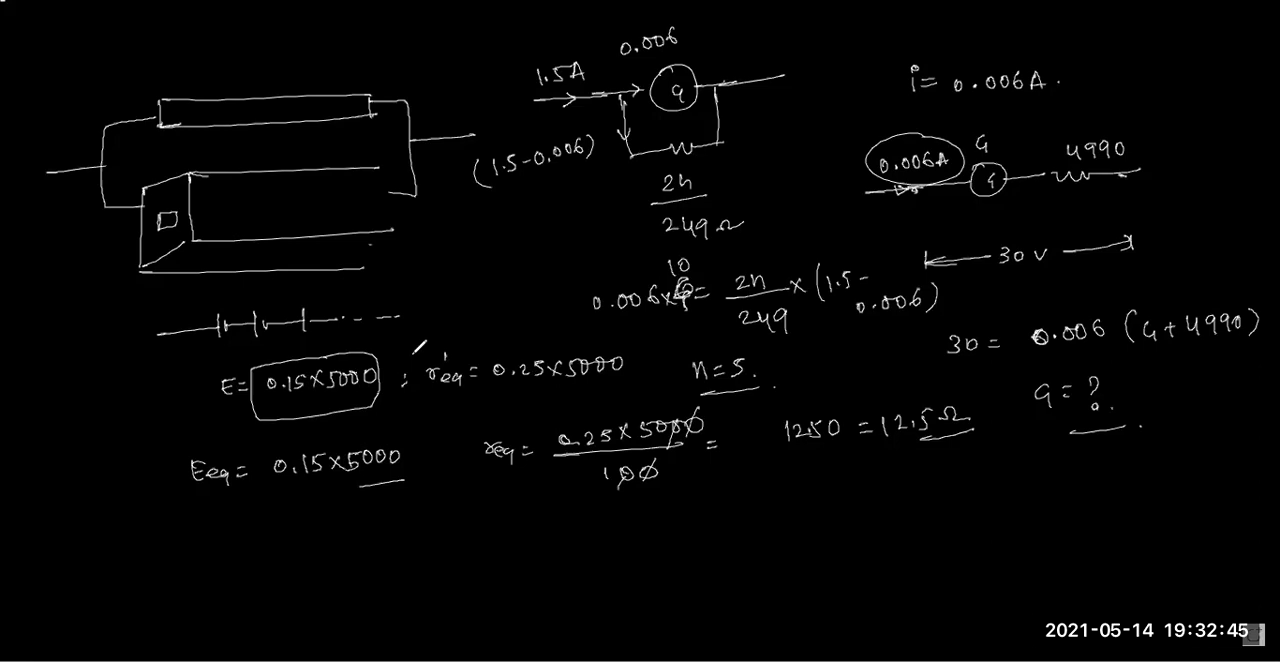 0.006
1.5A
G
(1.5-0.006)
2n
249Ω
10
0.006×G = 2n/249 × (1.5-0.006)
n=5.
i= 0.006A.
0.006A
G
G
4990
30 V
30 = 0.006 (G+4990)
G = ?
E= 0.15×5000 ; r'eq = 0.25×5000
Eeq = 0.15×5000
req = 0.25×5000/100 = 12.50 = 12.5Ω
2021-05-14 19:32:45